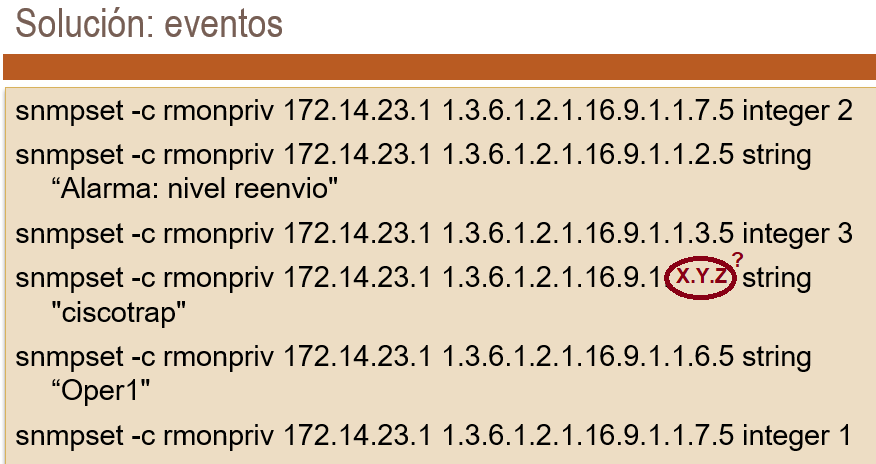 Solución: eventos
snmpset -c rmonpriv 172.14.23.1 1.3.6.1.2.1.16.9.1.1.7.5 integer 2
snmpset -c rmonpriv 172.14.23.1 1.3.6.1.2.1.16.9.1.1.2.5 string
“Alarma: nivel reenvio"
snmpset -c rmonpriv 172.14.23.1 1.3.6.1.2.1.16.9.1.1.3.5 integer 3
snmpset -c rmonpriv 172.14.23.1 1.3.6.1.2.1.16.9.1.X.Y.Z ? string
"ciscotrap"
snmpset -c rmonpriv 172.14.23.1 1.3.6.1.2.1.16.9.1.1.6.5 string
“Oper1"
snmpset -c rmonpriv 172.14.23.1 1.3.6.1.2.1.16.9.1.1.7.5 integer 1